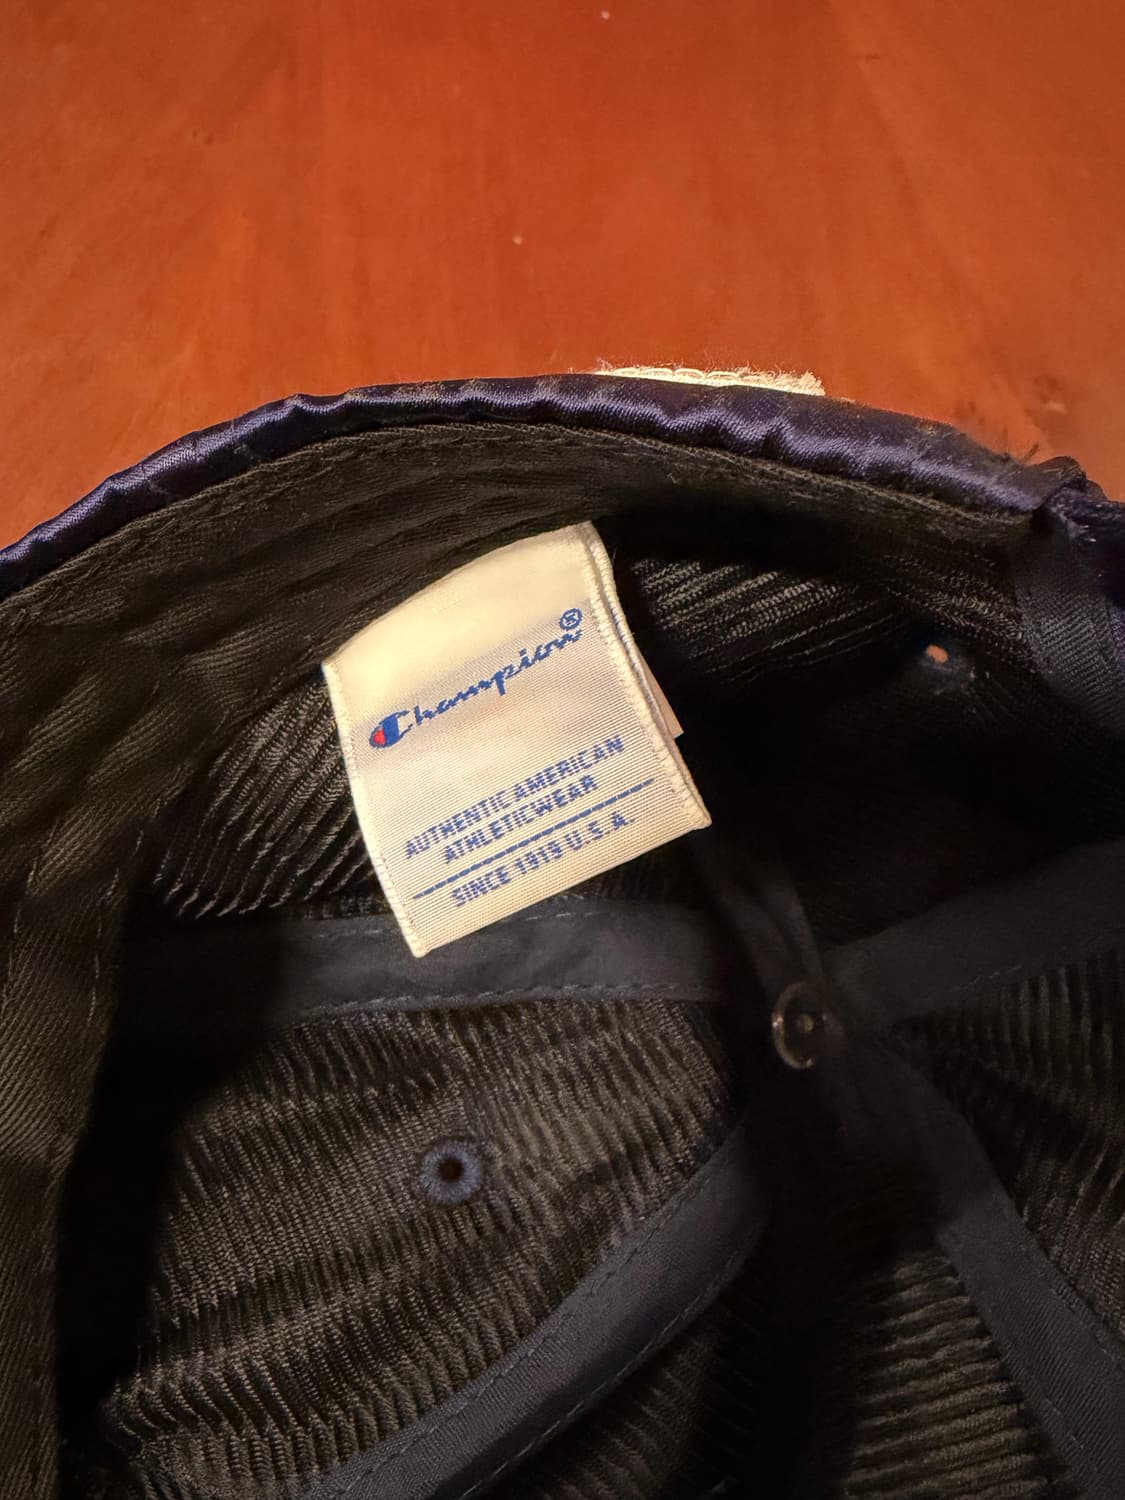 Champion®
AUTHENTIC AMERICAN
ATHLETICWEAR
SINCE 1919 U.S.A.